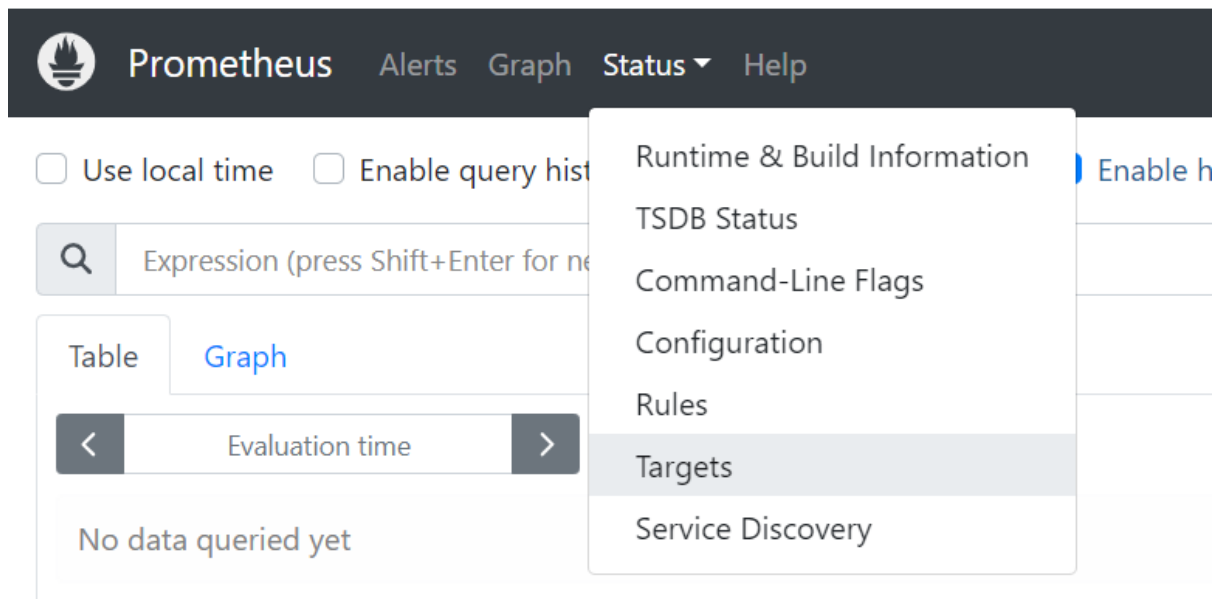 Prometheus Alerts Graph Status Help
Use local time Enable query hist Enable h
Expression (press Shift+Enter for ne
Table Graph
Evaluation time
No data queried yet
Runtime & Build Information
TSDB Status
Command-Line Flags
Configuration
Rules
Targets
Service Discovery